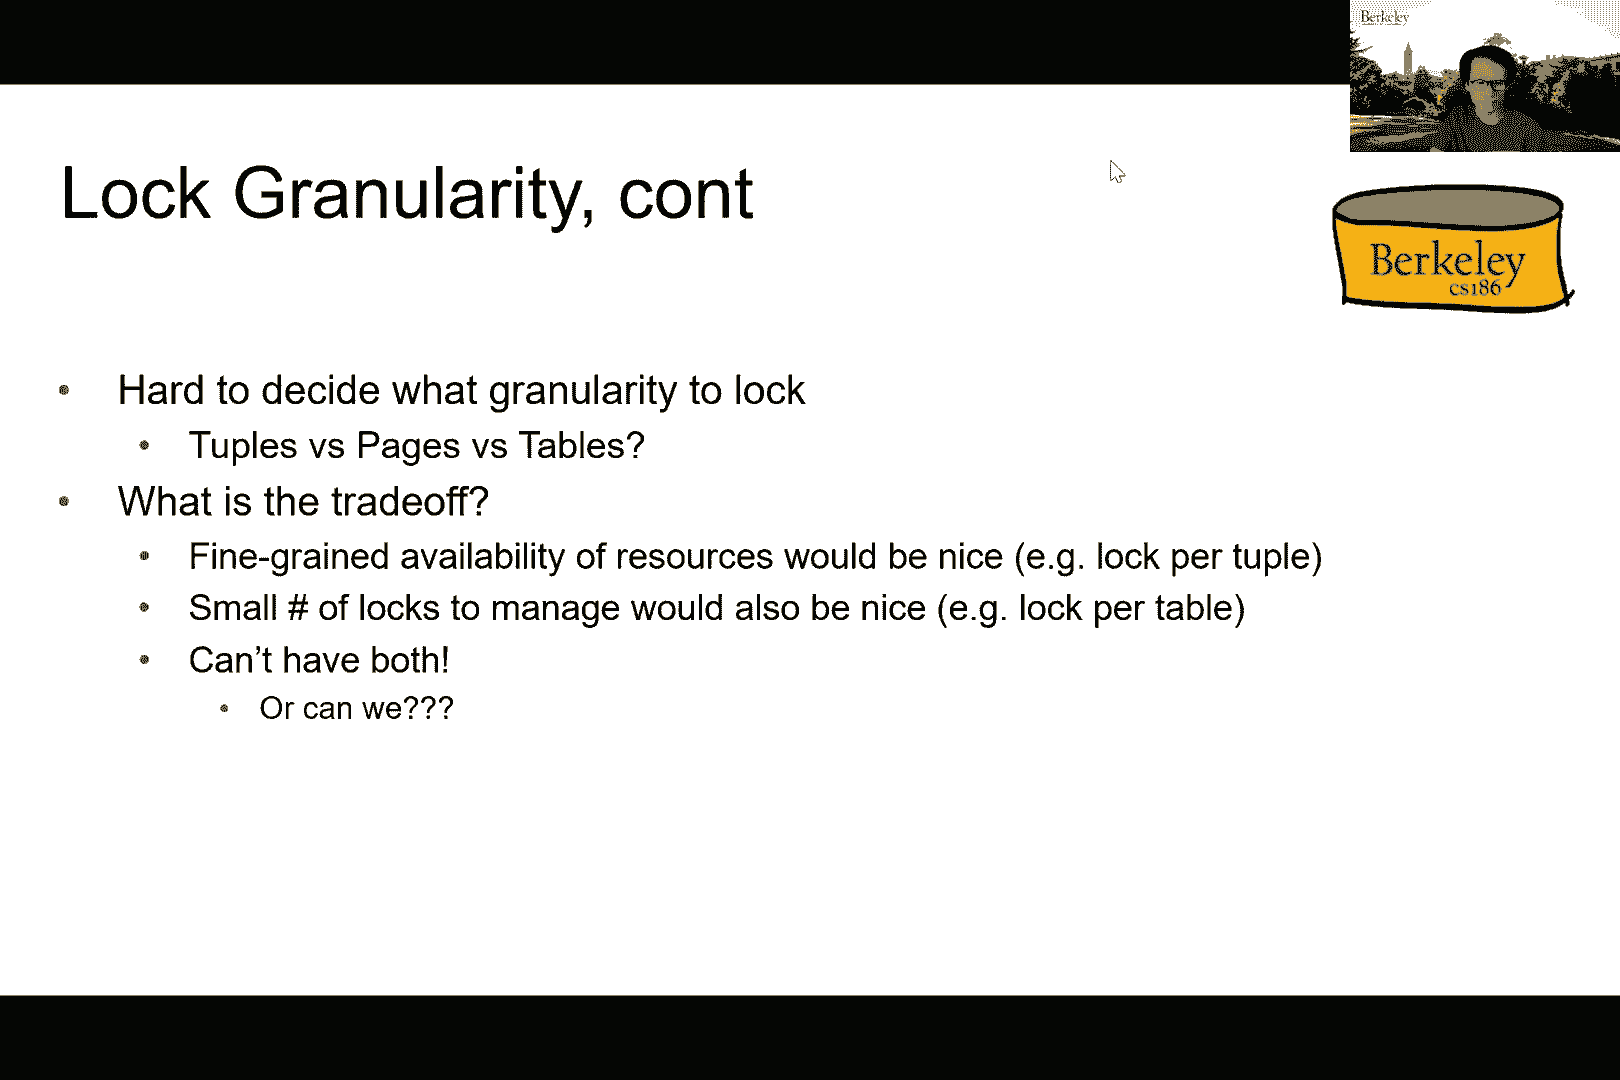 Berkeley
Lock Granularity, cont
Berkeley
cs186
• Hard to decide what granularity to lock
• Tuples vs Pages vs Tables?
• What is the tradeoff?
• Fine-grained availability of resources would be nice (e.g. lock per tuple)
• Small # of locks to manage would also be nice (e.g. lock per table)
• Can’t have both!
• Or can we???